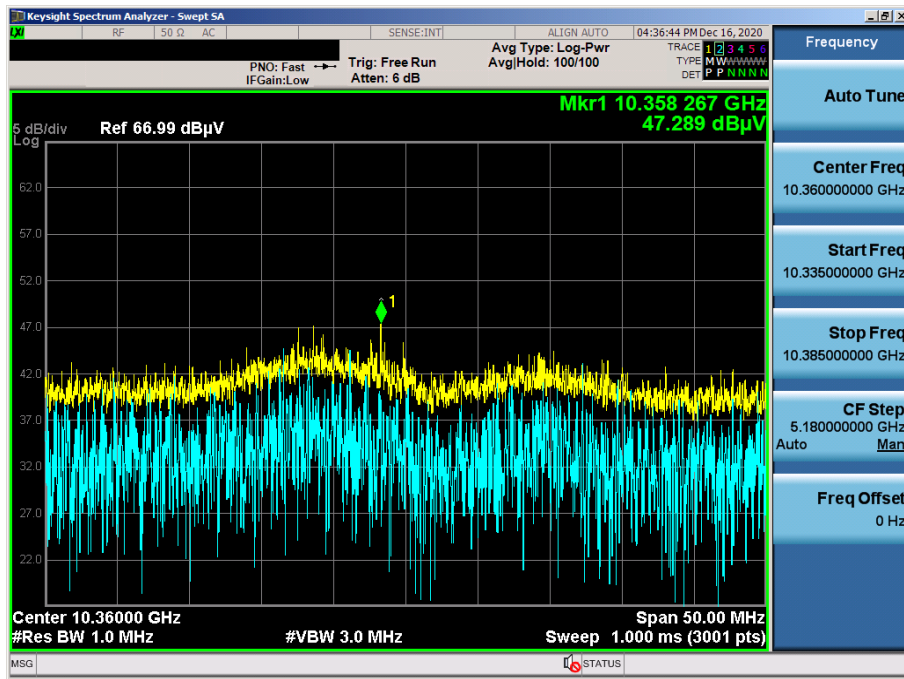 Keysight Spectrum Analyzer - Swept SA
LXI RF 50 Ω AC SENSE:INT ALIGN AUTO 04:36:44 PM Dec 16, 2020
PNO: Fast
IFGain:Low
Trig: Free Run
Atten: 6 dB
Avg Type: Log-Pwr
Avg|Hold: 100/100
TRACE 1 2 3 4 5 6
TYPE M W W W W W
DET P P N N N N
Mkr1 10.358 267 GHz
47.289 dBµV
5 dB/div Ref 66.99 dBµV
Log
62.0
57.0
52.0
1
47.0
42.0
37.0
32.0
27.0
22.0
Center 10.36000 GHz Span 50.00 MHz
#Res BW 1.0 MHz #VBW 3.0 MHz Sweep 1.000 ms (3001 pts)
MSG STATUS
Frequency
Auto Tune
Center Freq
10.360000000 GHz
Start Freq
10.335000000 GHz
Stop Freq
10.385000000 GHz
CF Step
5.180000000 GHz
Auto Man
Freq Offset
0 Hz